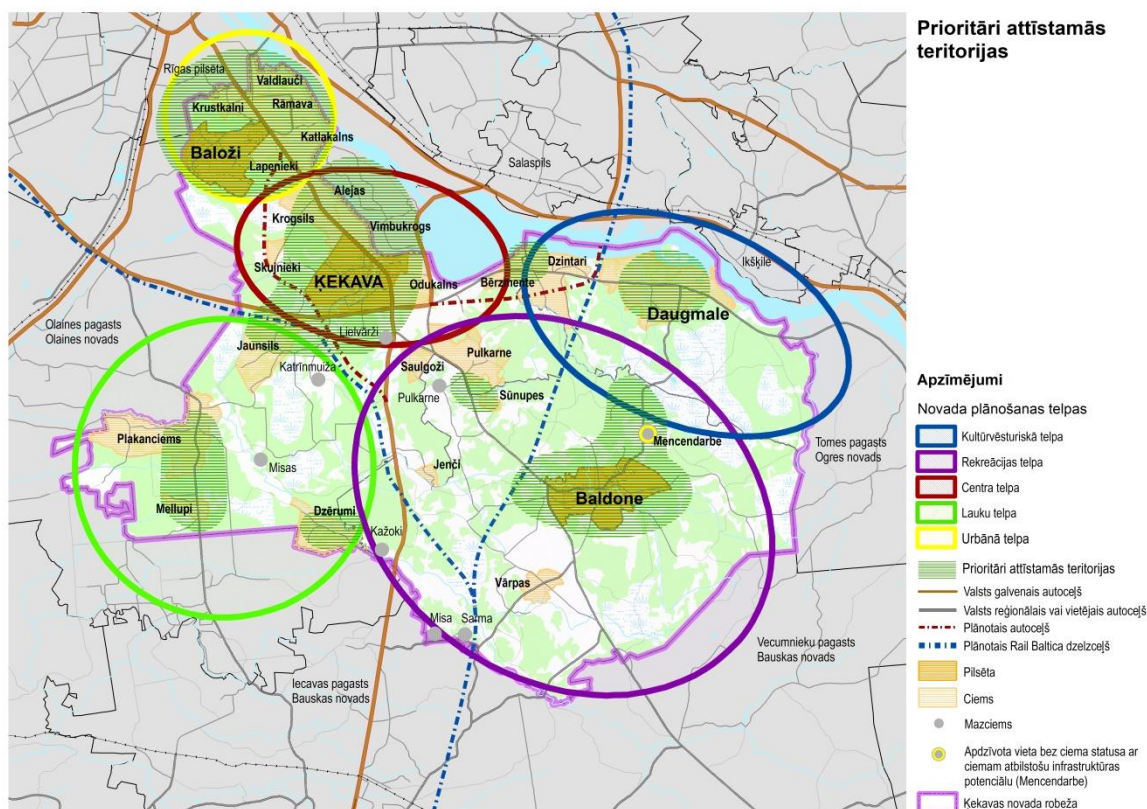 Prioritāri attīstamās
teritorijas
Rīgas pilsēta
Valdlauči
Krustkalni
Rāmava
Katlakalns
Baloži
Lapenieki
Salaspils
Alejas
Krogsils
Vimbukrogs
Skujnieki
ĶEKAVA
Odukalns
Bērzmente
Dzintari
Ikšķile
Daugmale
Olaines pagasts
Olaines novads
Lielvārži
Jaunsils
Katrīnmuiža
Saulgoži
Pulkarne
Pulkarne
Sūnupes
Plakanciems
Misas
Jenči
Mencendarbe
Tomes pagasts
Ogres novads
Mellupi
Dzērumi
Baldone
Kažoki
Vārpas
Misa
Sarma
Vecumnieku pagasts
Bauskas novads
Iecavas pagasts
Bauskas novads
Apzīmējumi
Novada plānošanas telpas
Kultūrvēsturiskā telpa
Rekreācijas telpa
Centra telpa
Lauku telpa
Urbānā telpa
Prioritāri attīstamās teritorijas
Valsts galvenais autoceļš
Valsts reģionālais vai vietējais autoceļš
Plānotais autoceļš
Plānotais Rail Baltica dzelzceļš
Pilsēta
Ciems
Mazciems
Apdzīvota vieta bez ciema statusa ar
ciemam atbilstošu infrastruktūras
potenciālu (Mencendarbe)
Ķekavas novada robeža